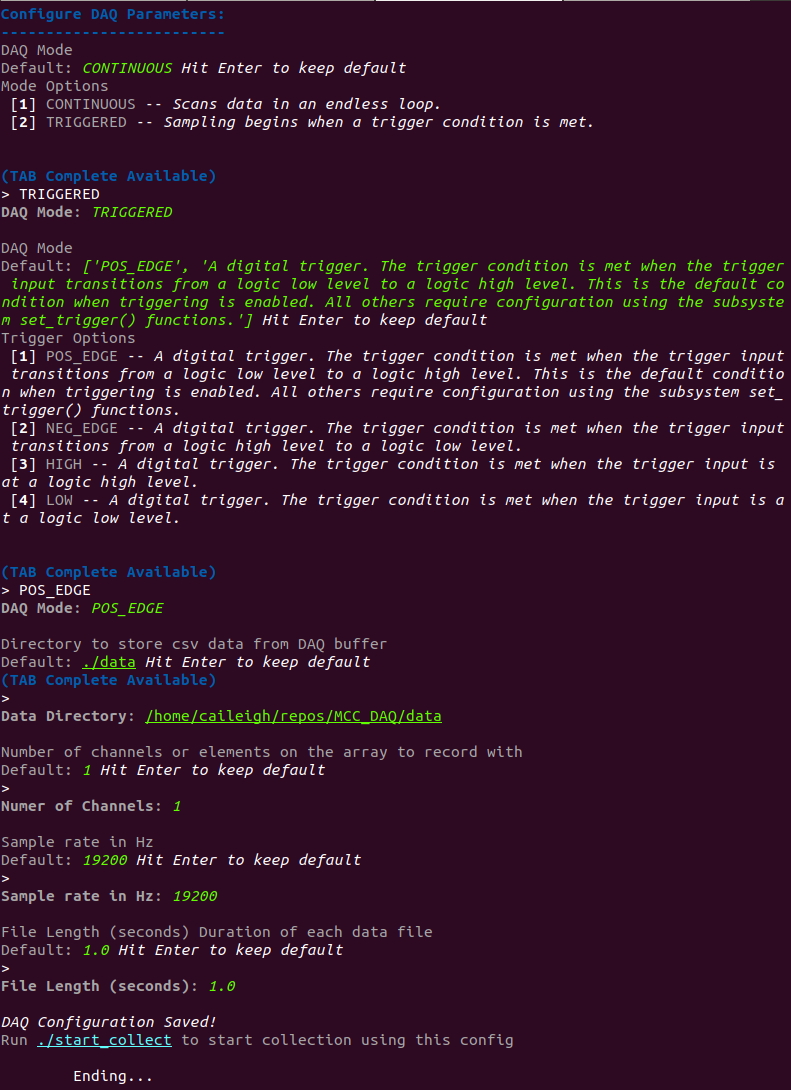 Configure DAQ Parameters:
-------------------------
DAQ Mode
Default: CONTINUOUS Hit Enter to keep default
Mode Options
 [1] CONTINUOUS -- Scans data in an endless loop.
 [2] TRIGGERED -- Sampling begins when a trigger condition is met.
(TAB Complete Available)
> TRIGGERED
DAQ Mode: TRIGGERED
DAQ Mode
Default: ['POS_EDGE', 'A digital trigger. The trigger condition is met when the trigger
 input transitions from a logic low level to a logic high level. This is the default co
ndition when triggering is enabled. All others require configuration using the subsyste
m set_trigger() functions.'] Hit Enter to keep default
Trigger Options
 [1] POS_EDGE -- A digital trigger. The trigger condition is met when the trigger input
 transitions from a logic low level to a logic high level. This is the default conditio
n when triggering is enabled. All others require configuration using the subsystem set_
trigger() functions.
 [2] NEG_EDGE -- A digital trigger. The trigger condition is met when the trigger input
 transitions from a logic high level to a logic low level.
 [3] HIGH -- A digital trigger. The trigger condition is met when the trigger input is
at a logic high level.
 [4] LOW -- A digital trigger. The trigger condition is met when the trigger input is a
t a logic low level.
(TAB Complete Available)
> POS_EDGE
DAQ Mode: POS_EDGE
Directory to store csv data from DAQ buffer
Default: ./data Hit Enter to keep default
(TAB Complete Available)
>
Data Directory: /home/caileigh/repos/MCC_DAQ/data
Number of channels or elements on the array to record with
Default: 1 Hit Enter to keep default
>
Numer of Channels: 1
Sample rate in Hz
Default: 19200 Hit Enter to keep default
>
Sample rate in Hz: 19200
File Length (seconds) Duration of each data file
Default: 1.0 Hit Enter to keep default
>
File Length (seconds): 1.0
DAQ Configuration Saved!
Run ./start_collect to start collection using this config
        Ending...